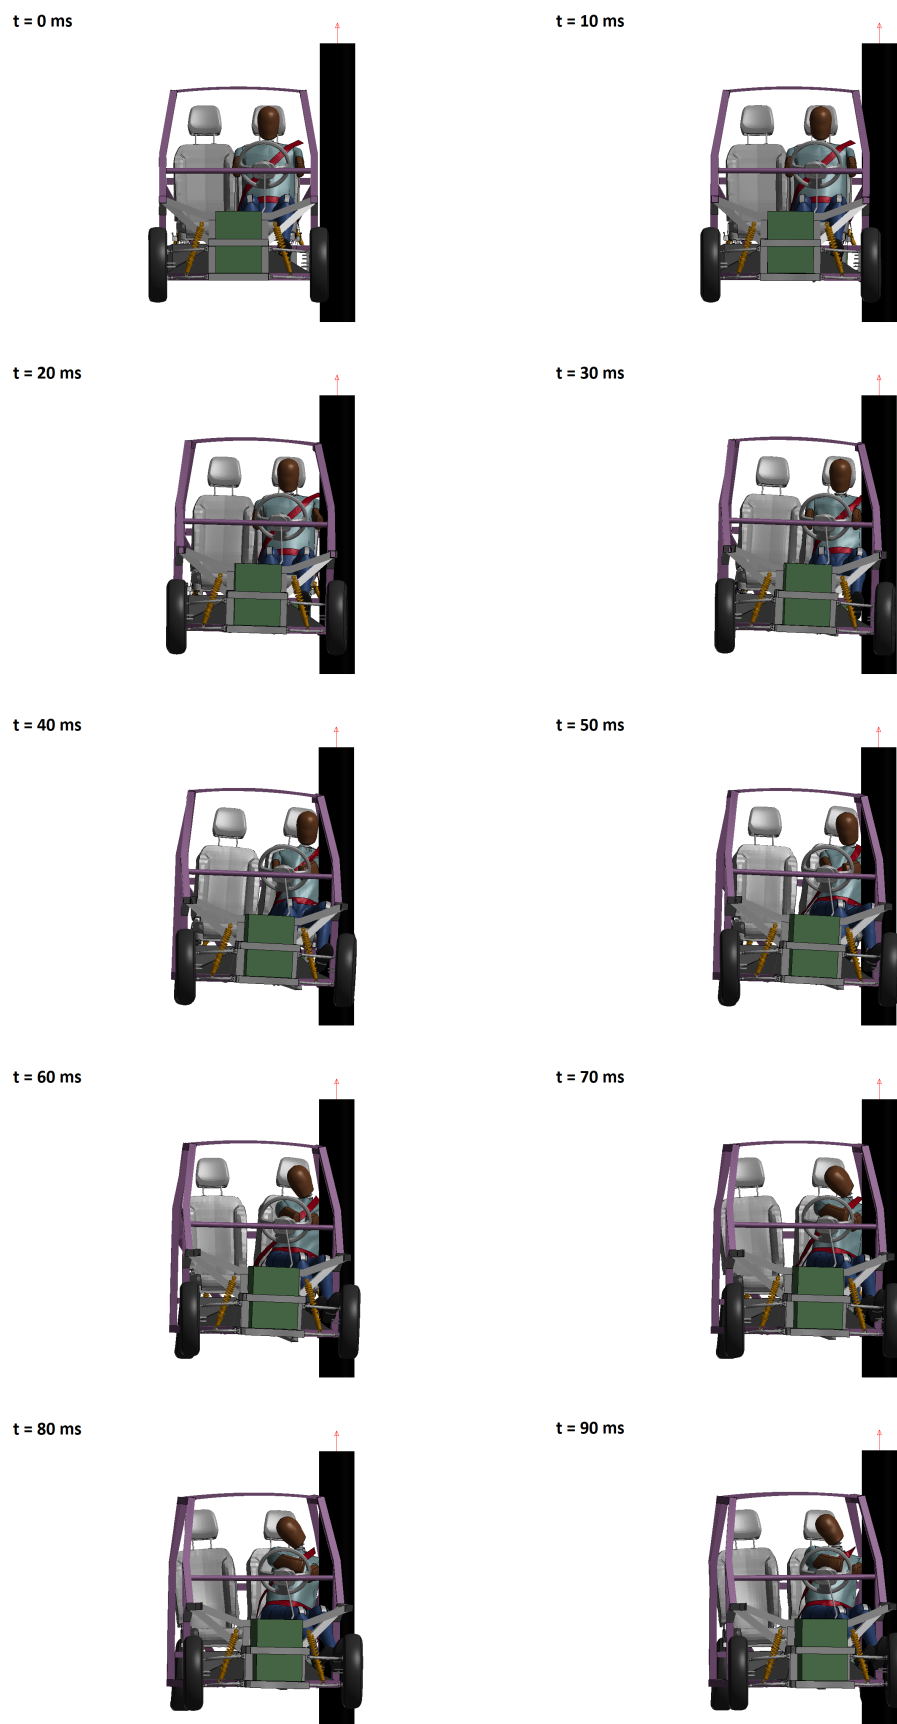 t = 0 ms
t = 10 ms
t = 20 ms
t = 30 ms
t = 40 ms
t = 50 ms
t = 60 ms
t = 70 ms
t = 80 ms
t = 90 ms